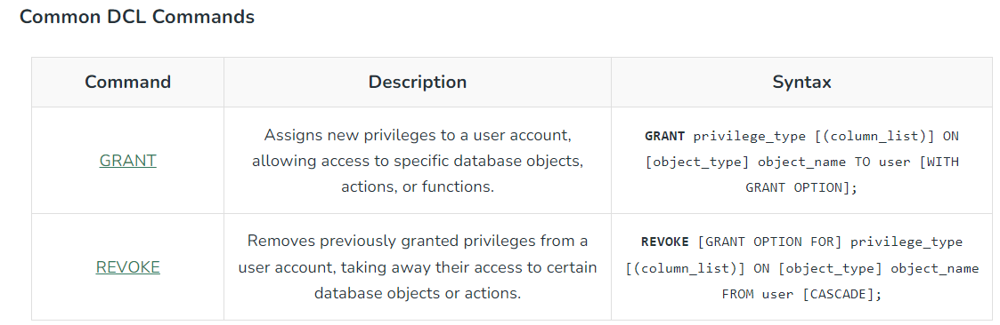 Common DCL Commands
Command Description Syntax
GRANT
Assigns new privileges to a user account,
allowing access to specific database objects,
actions, or functions.
GRANT privilege_type [(column_list)] ON
[object_type] object_name TO user [WITH
GRANT OPTION];
REVOKE
Removes previously granted privileges from a
user account, taking away their access to certain
database objects or actions.
REVOKE [GRANT OPTION FOR] privilege_type
[(column_list)] ON [object_type] object_name
FROM user [CASCADE];